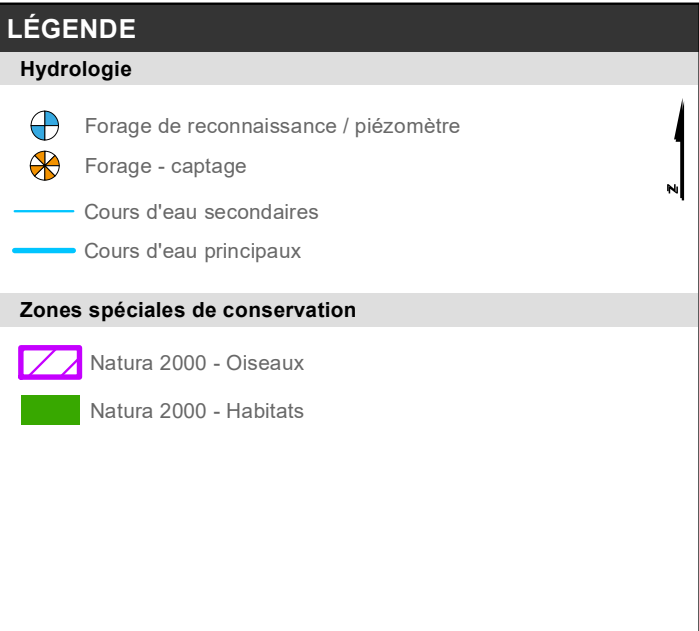 LÉGENDE
Hydrologie
Forage de reconnaissance / piézomètre
Forage - captage
N
Cours d'eau secondaires
Cours d'eau principaux
Zones spéciales de conservation
Natura 2000 - Oiseaux
Natura 2000 - Habitats